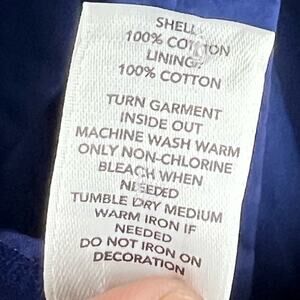 SHELL:
100% COTTON
LINING:
100% COTTON
TURN GARMENT
INSIDE OUT
MACHINE WASH WARM
ONLY NON-CHLORINE
BLEACH WHEN
NEEDED
TUMBLE DRY MEDIUM
WARM IRON IF
NEEDED
DO NOT IRON ON
DECORATION